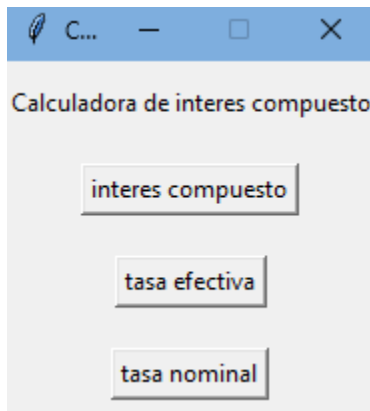 C...
Calculadora de interes compuesto
interes compuesto
tasa efectiva
tasa nominal